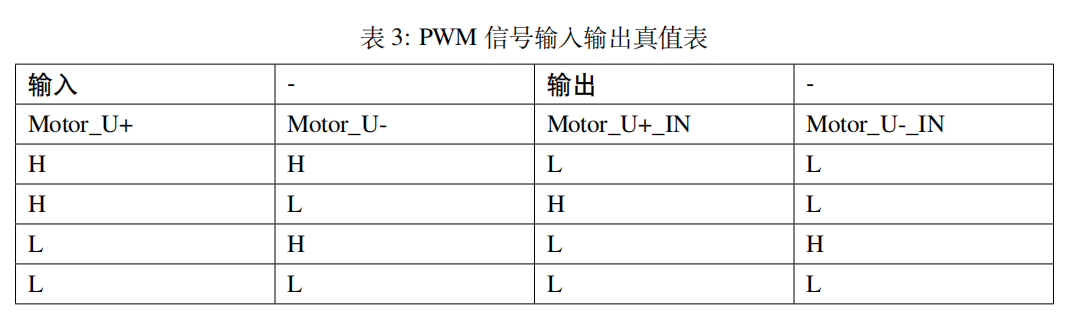 表 3: PWM 信号输入输出真值表
输入 - 输出 -
Motor_U+ Motor_U- Motor_U+_IN Motor_U-_IN
H H L L
H L H L
L H L H
L L L L